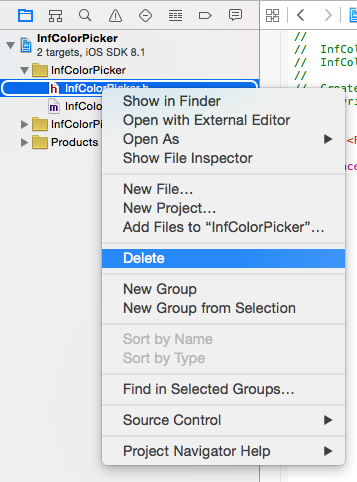 InfColorPicker
2 targets, iOS SDK 8.1
InfColorPicker
InfColorPicker.h
InfColo
InfColorPi
Products
Show in Finder
Open with External Editor
Open As
Show File Inspector
New File...
New Project...
Add Files to “InfColorPicker”...
Delete
New Group
New Group from Selection
Sort by Name
Sort by Type
Find in Selected Groups...
Source Control
Project Navigator Help
//
// InfCol
// InfCol
//
// Create